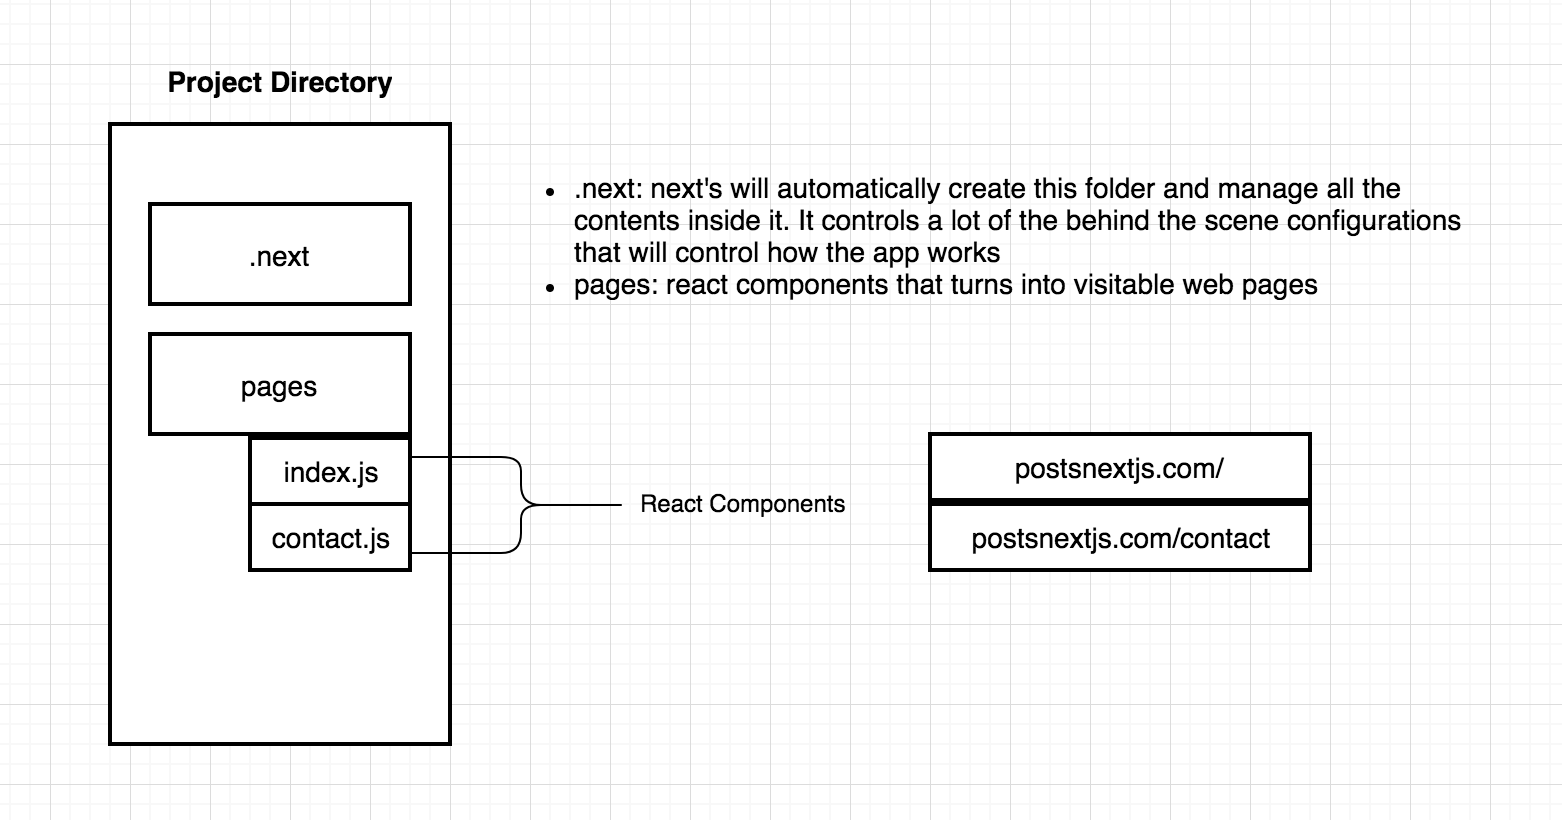 Project Directory
.next
• .next: next's will automatically create this folder and manage all the
contents inside it. It controls a lot of the behind the scene configurations
that will control how the app works
• pages: react components that turns into visitable web pages
pages
index.js
contact.js
React Components
postsnextjs.com/
postsnextjs.com/contact